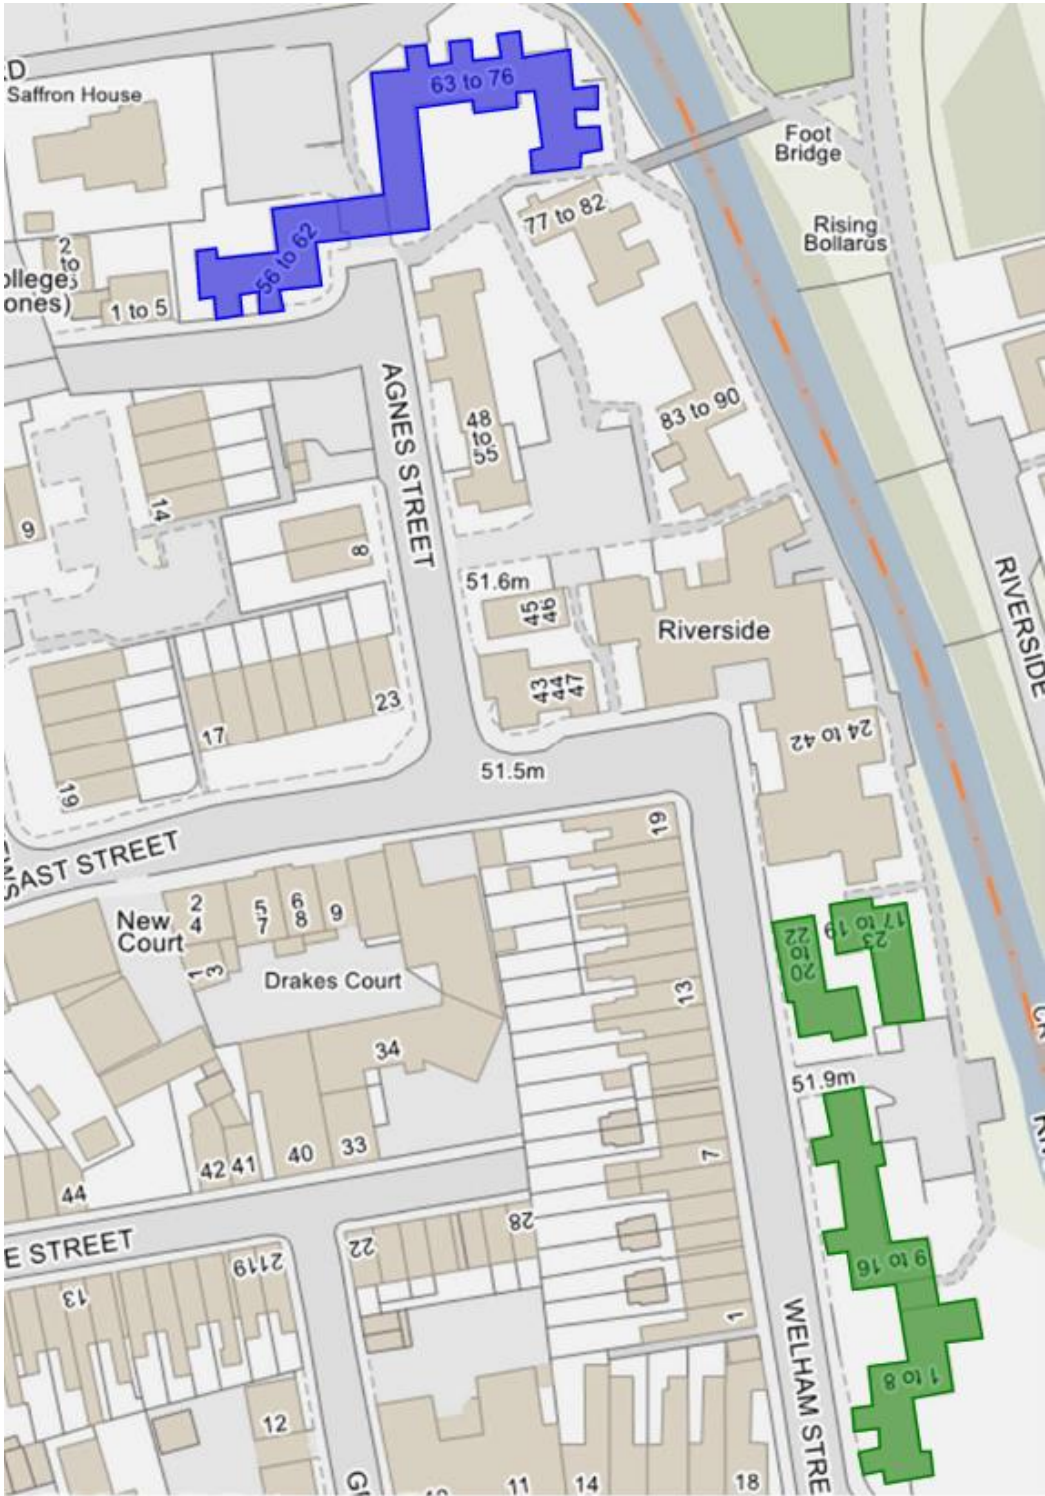 RD
Saffron House
63 to 76
Foot
Bridge
77 to 82
Rising
Bollards
56 to 62
2
to
ollege
ones)
1 to 5
AGNES STREET
48
to
55
83 to 90
14
9
8
51.6m
45
46
Riverside
RIVERSIDE
43
44
47
23
17
24 to 42
19
51.5m
19
EAST STREET
2
4
5
7
6
8
9
New
Court
1
3
Drakes Court
20 to 22
17 to 19
23
13
34
51.9m
42
41
40
33
7
44
28
22
E STREET
2119
13
9 to 16
1
WELHAM STRE
1 to 8
12
11
14
18